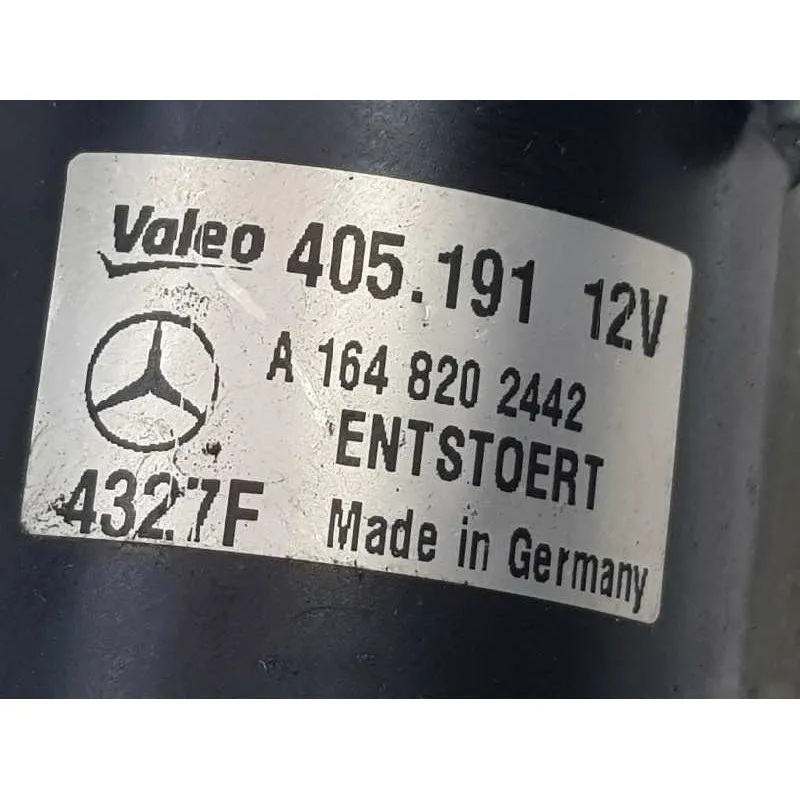 Valeo 405.191 12V
A 164 820 2442
ENTSTOERT
4327F Made in Germany